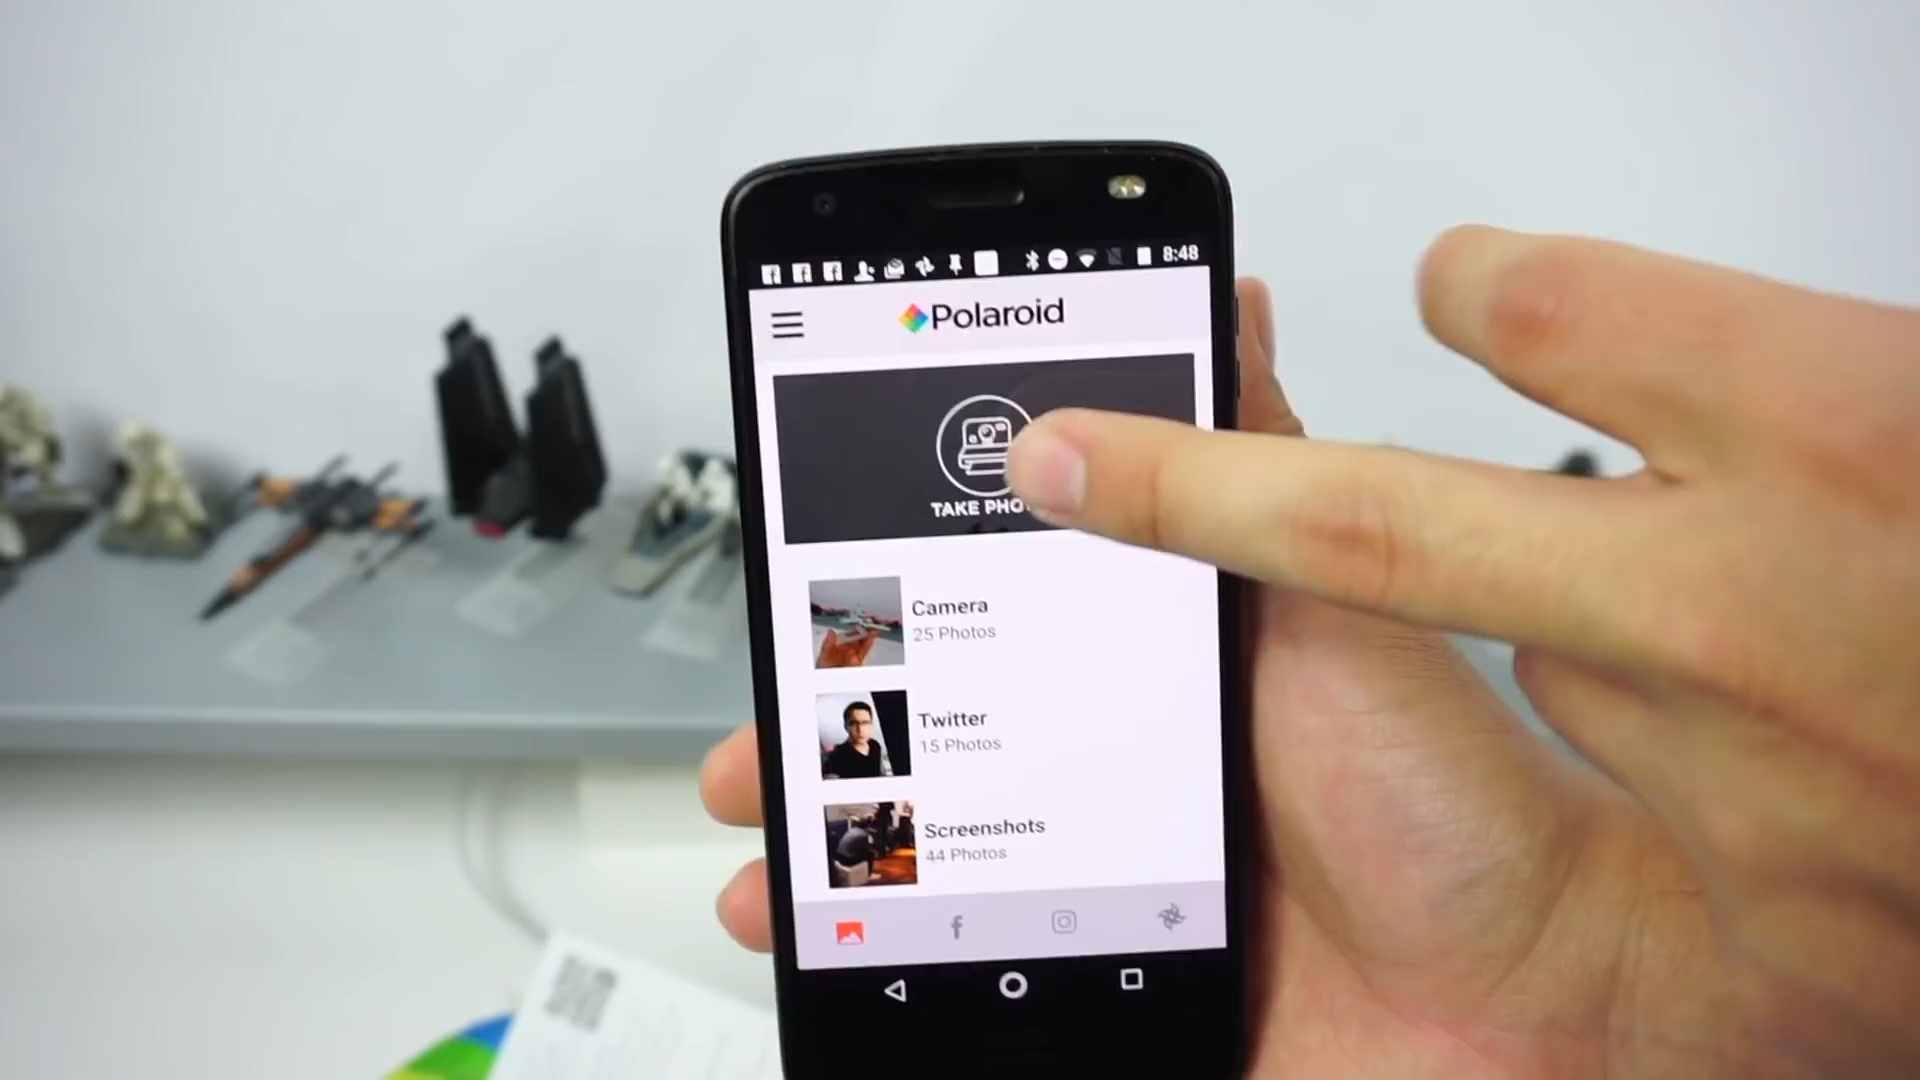 8:48
Polaroid
TAKE PHO
Camera
25 Photos
Twitter
15 Photos
Screenshots
44 Photos